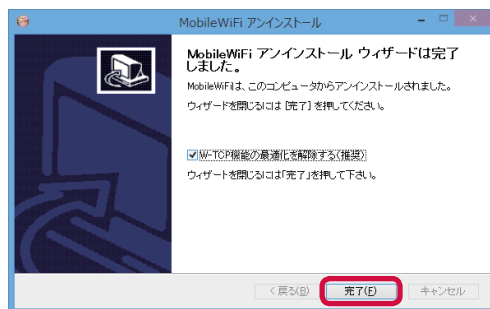 MobileWiFi アンインストール
MobileWiFi アンインストール ウィザードは完了
しました。
MobileWiFiは、このコンピュータからアンインストールされました。
ウィザードを閉じるには [完了] を押してください。
W-TCP機能の最適化を解除する(推奨)
ウィザードを閉じるには「完了」を押して下さい。
< 戻る(B)
完了(F)
キャンセル